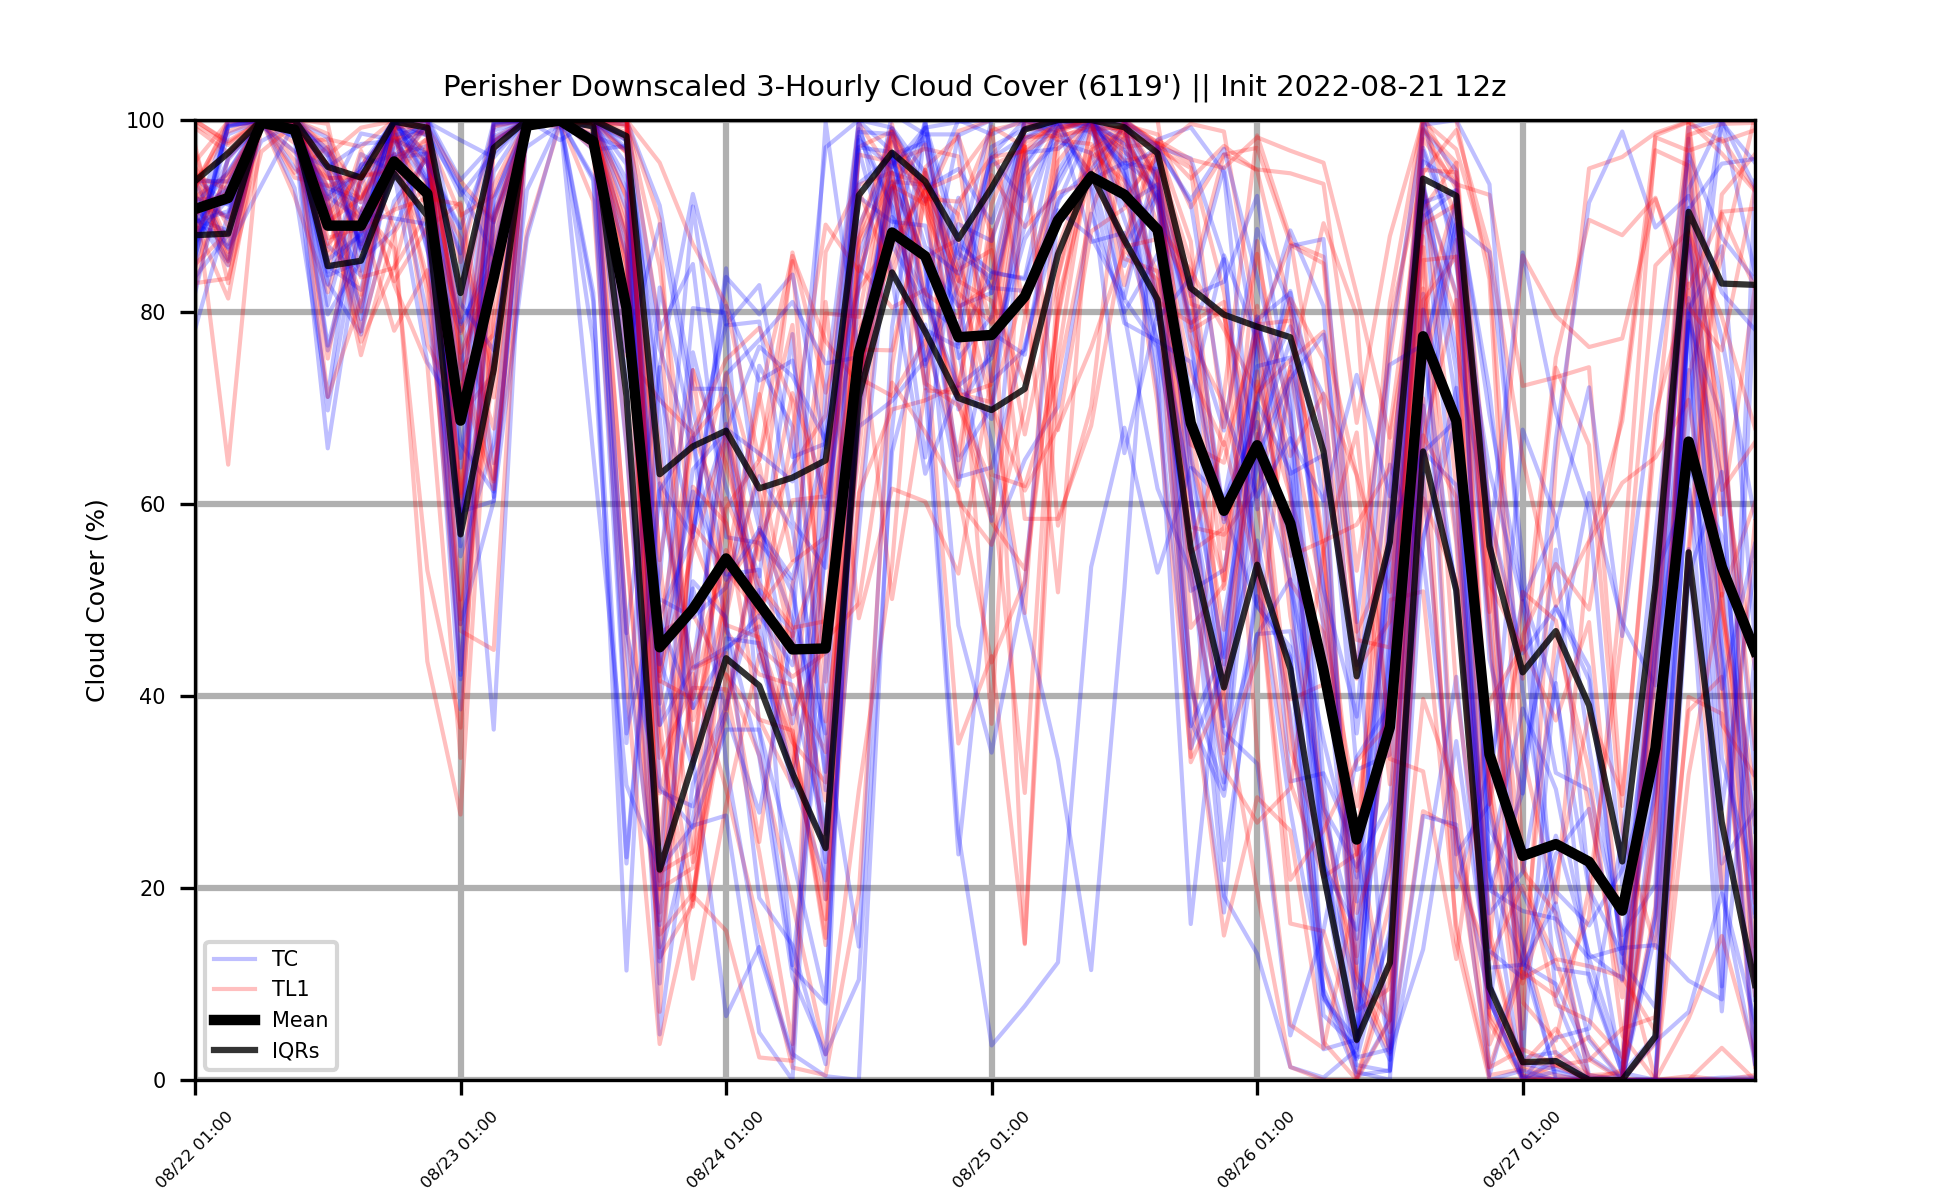 Perisher Downscaled 3-Hourly Cloud Cover (6119') || Init 2022-08-21 12z
Cloud Cover (%)
100
80
60
40
20
0
TC
TL1
Mean
IQRs
08/22 01:00
08/23 01:00
08/24 01:00
08/25 01:00
08/26 01:00
08/27 01:00